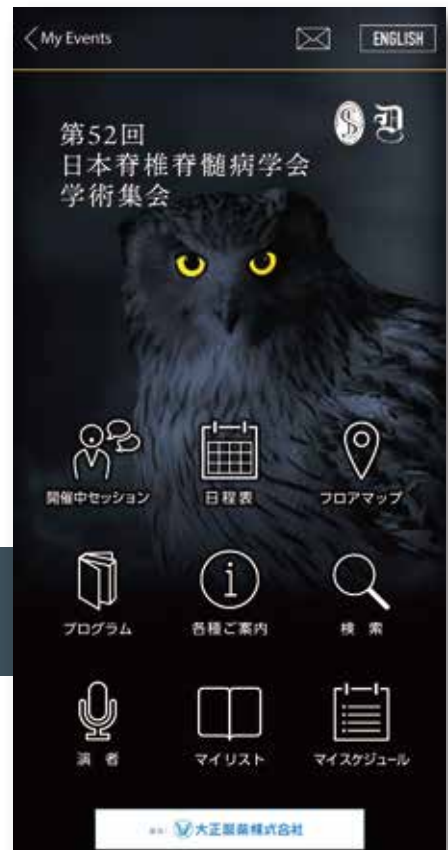 My Events
ENGLISH
第52回
日本脊椎脊髄病学会
学術集会
開催中セッション
日程表
フロアマップ
プログラム
各種ご案内
検 索
演 者
マイリスト
マイスケジュール
大正製薬株式会社